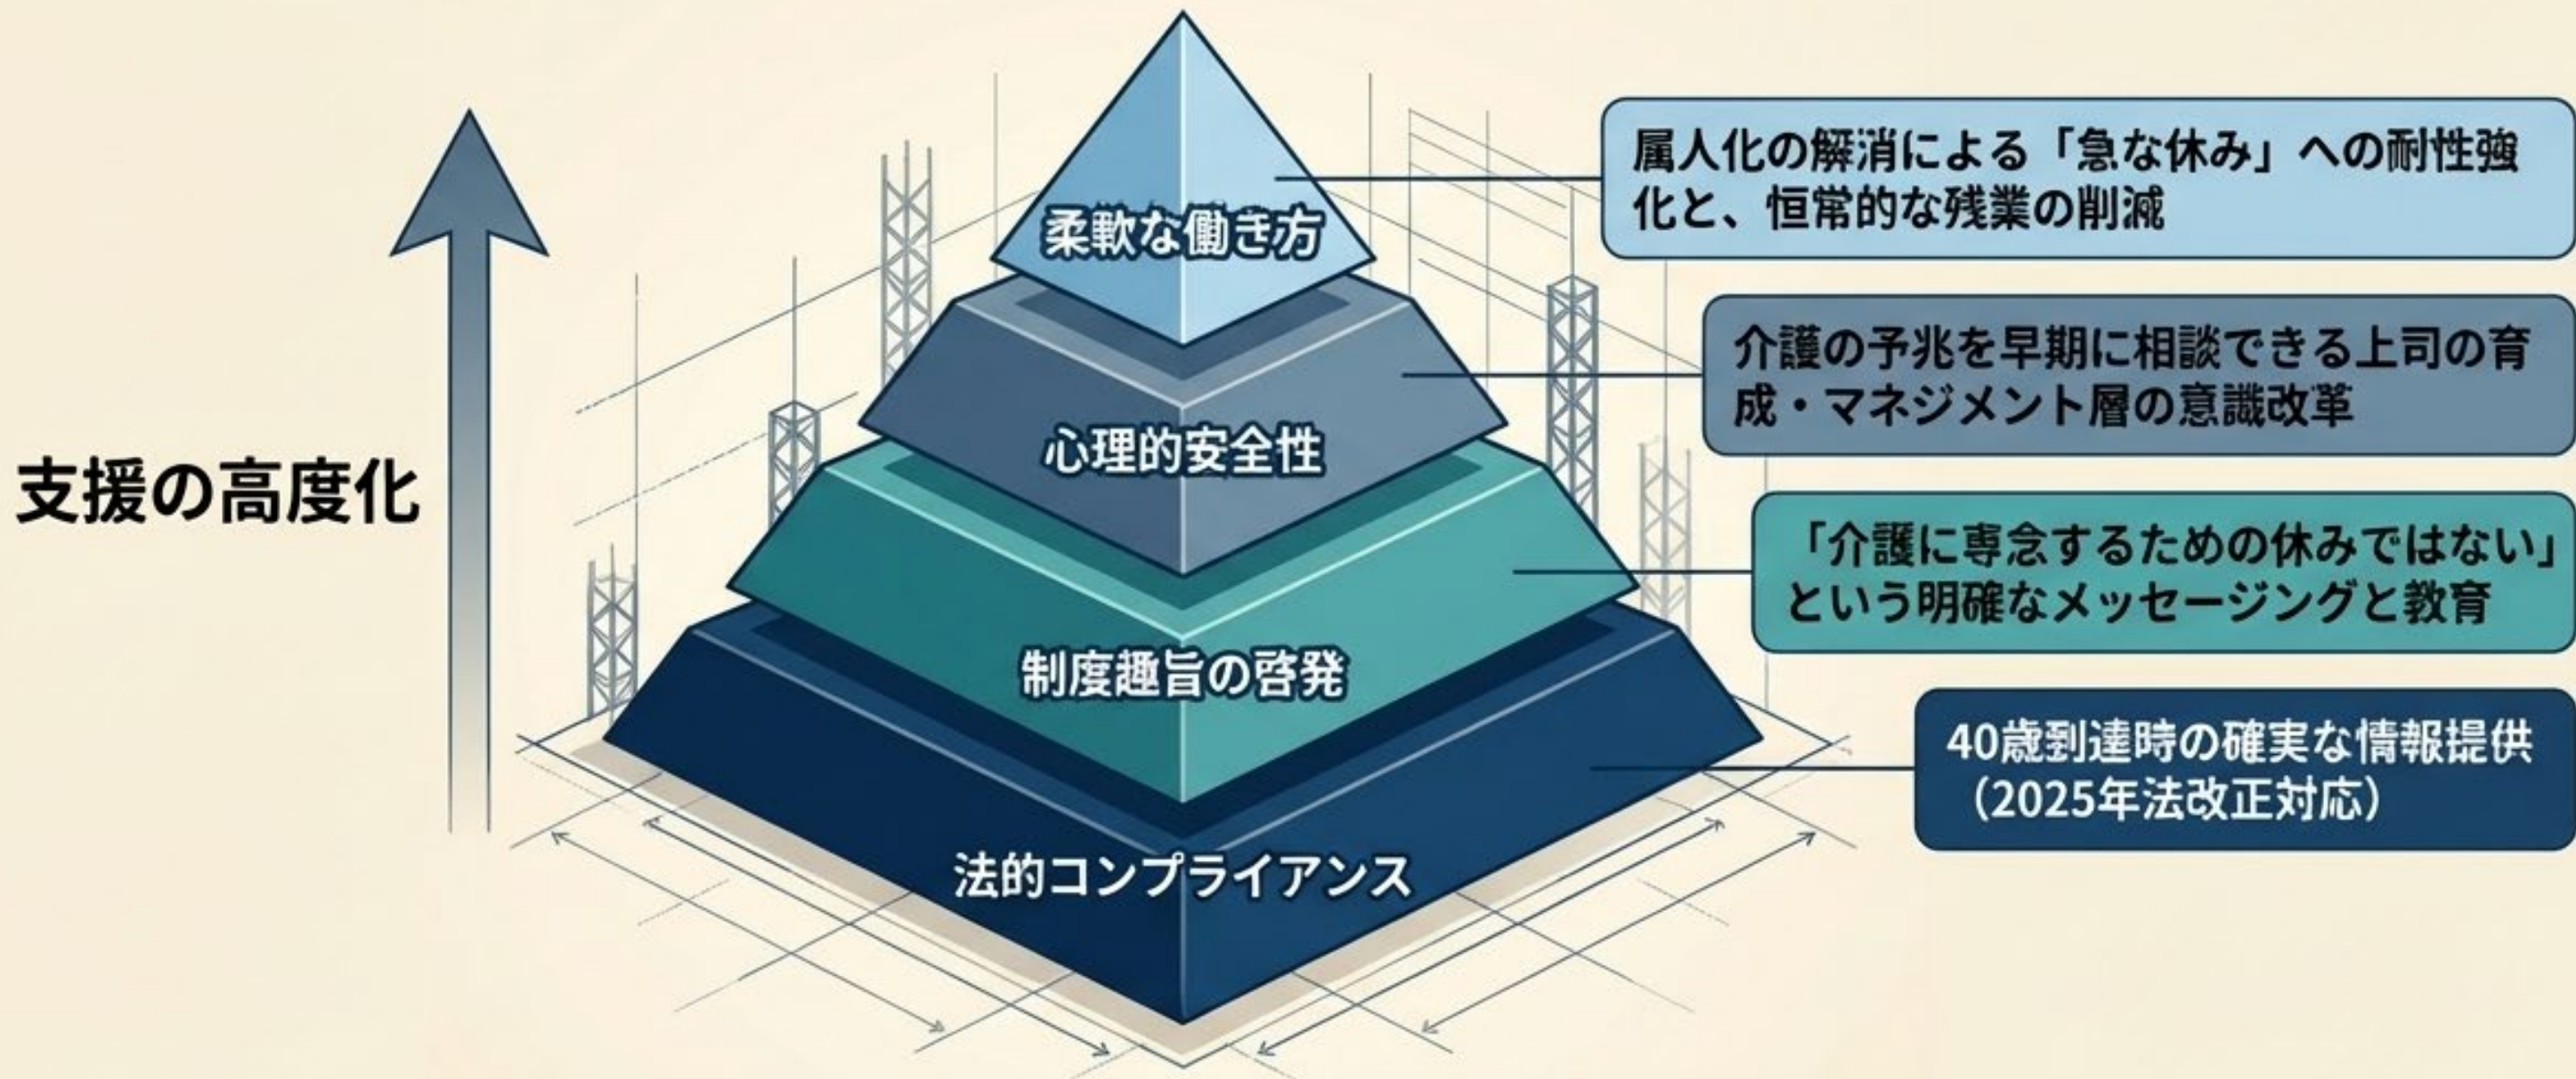 支援の高度化
柔軟な働き方
属人化の解消による「急な休み」への耐性強
化と、恒常的な残業の削減
心理的安全性
介護の予兆を早期に相談できる上司の育
成・マネジメント層の意識改革
制度趣旨の啓発
「介護に専念するための休みではない」
という明確なメッセージングと教育
法的コンプライアンス
40歳到達時の確実な情報提供
（2025年法改正対応）